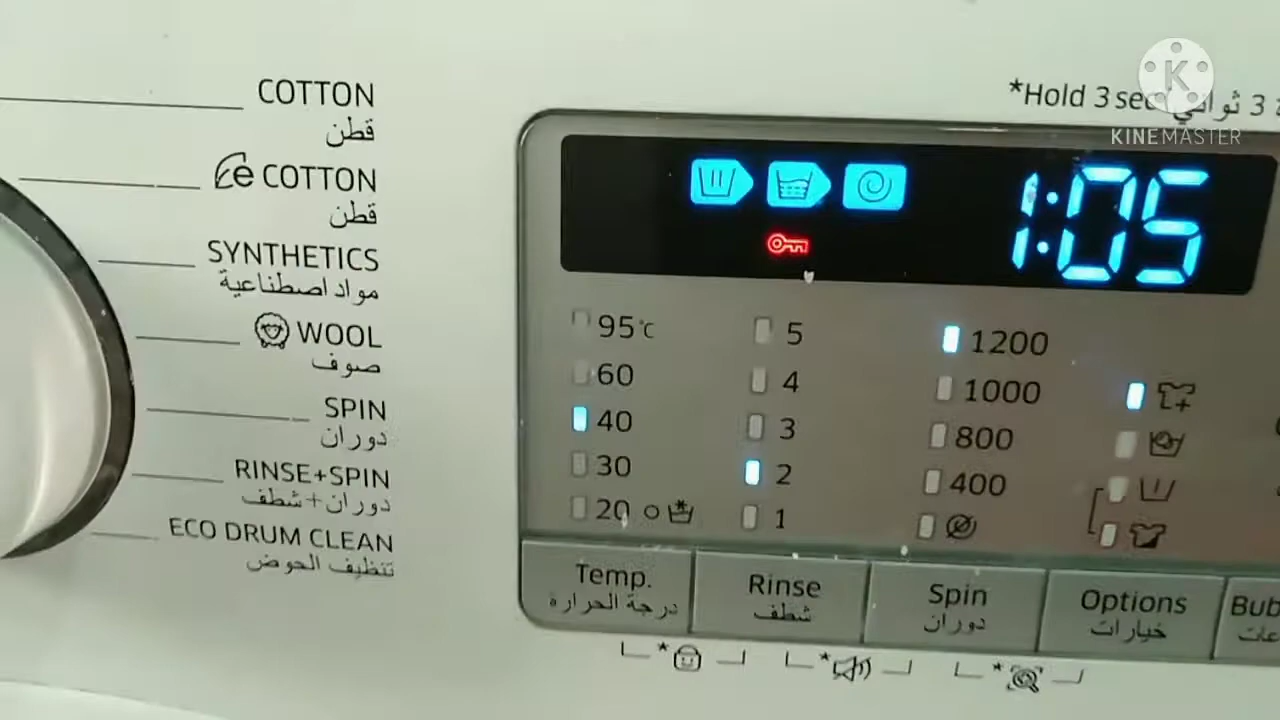 COTTON
قطن
e COTTON
قطن
SYNTHETICS
مواد اصطناعية
WOOL
صوف
SPIN
دوران
RINSE+SPIN
دوران+شطف
ECO DRUM CLEAN
تنظيف الحوض
*Hold 3 sec
3 ثواني
K
KINEMASTER
1:05
95℃
60
40
30
20
5
4
3
2
1
1200
1000
800
400
Temp.
درجة الحرارة
Rinse
شطف
Spin
دوران
Options
خيارات